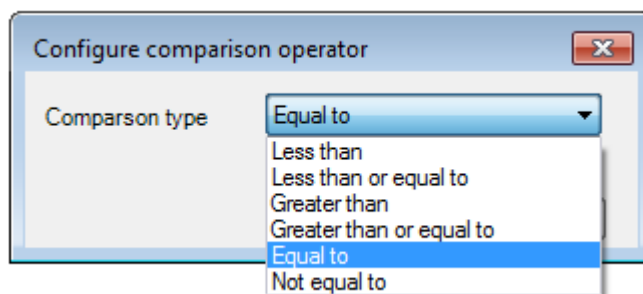 Configure comparison operator
Comparson type
Equal to
Less than
Less than or equal to
Greater than
Greater than or equal to
Equal to
Not equal to